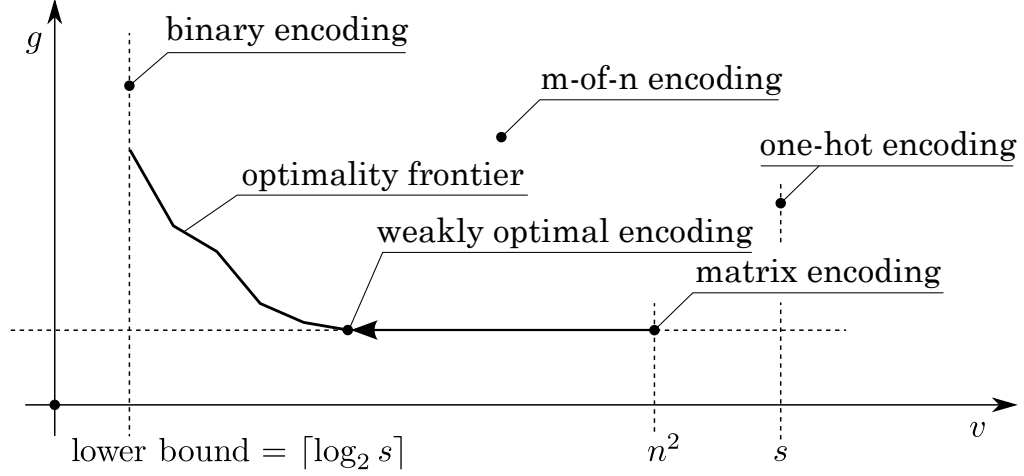 binary encoding
g
m-of-n encoding
one-hot encoding
optimality frontier
weakly optimal encoding
matrix encoding
v
lower bound = ⌈log₂ s⌉
n²
s